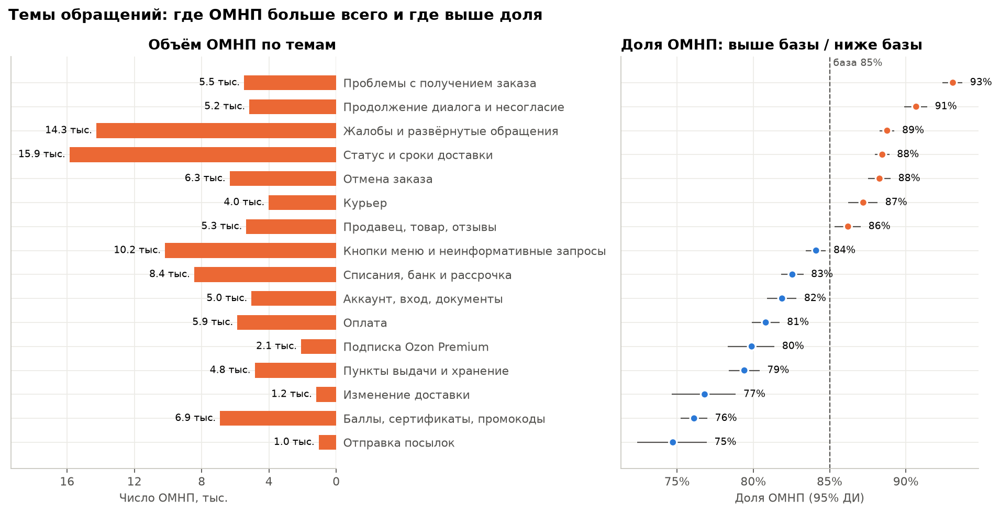 Темы обращений: где ОМНП больше всего и где выше доля
Объём ОМНП по темам
Доля ОМНП: выше базы / ниже базы
база 85%
5.5 тыс. Проблемы с получением заказа 93%
5.2 тыс. Продолжение диалога и несогласие 91%
14.3 тыс. Жалобы и развёрнутые обращения 89%
15.9 тыс. Статус и сроки доставки 88%
6.3 тыс. Отмена заказа 88%
4.0 тыс. Курьер 87%
5.3 тыс. Продавец, товар, отзывы 86%
10.2 тыс. Кнопки меню и неинформативные запросы 84%
8.4 тыс. Списания, банк и рассрочка 83%
5.0 тыс. Аккаунт, вход, документы 82%
5.9 тыс. Оплата 81%
2.1 тыс. Подписка Ozon Premium 80%
4.8 тыс. Пункты выдачи и хранение 79%
1.2 тыс. Изменение доставки 77%
6.9 тыс. Баллы, сертификаты, промокоды 76%
1.0 тыс. Отправка посылок 75%
16 12 8 4 0 75% 80% 85% 90%
Число ОМНП, тыс.
Доля ОМНП (95% ДИ)